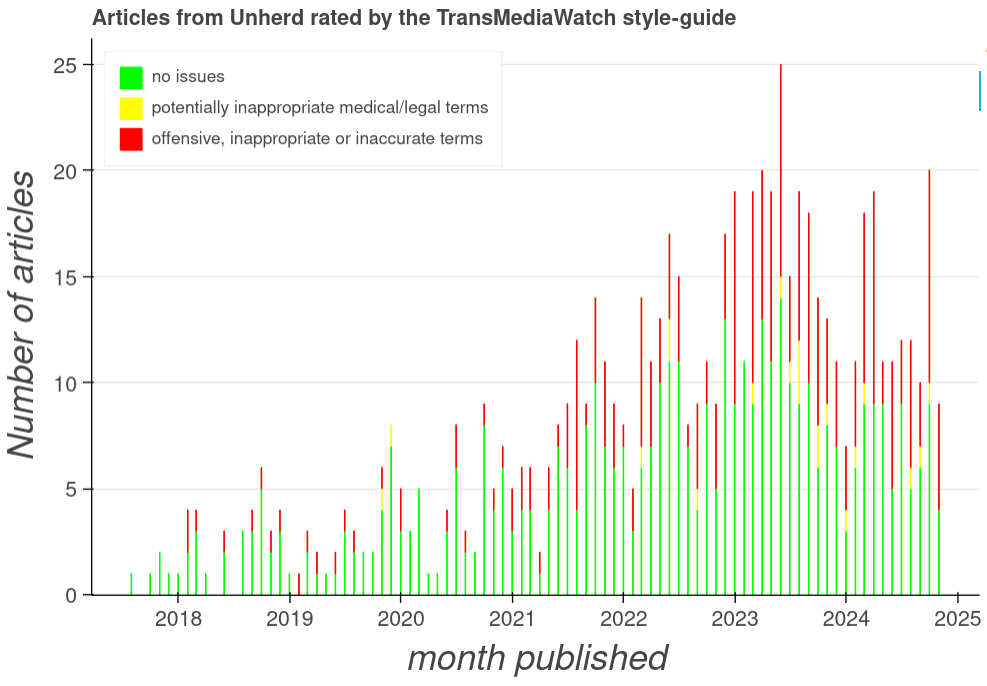 Articles from Unherd rated by the TransMediaWatch style-guide
no issues
potentially inappropriate medical/legal terms
offensive, inappropriate or inaccurate terms
Number of articles
25
20
15
10
5
0
2018 2019 2020 2021 2022 2023 2024 2025
month published